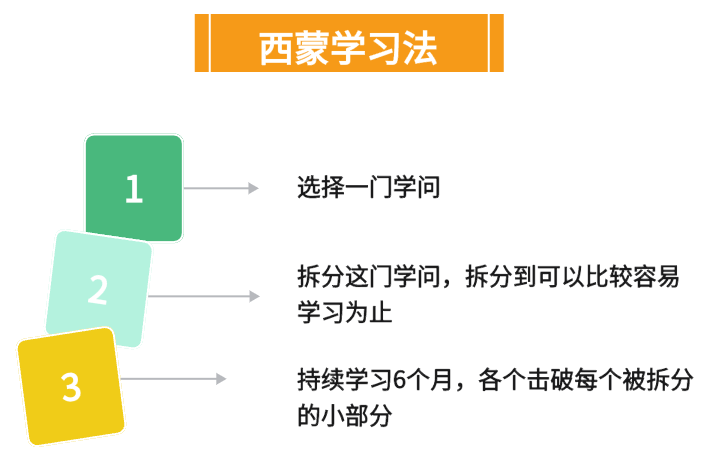 西蒙学习法
1
选择一门学问
2
拆分这门学问，拆分到可以比较容易
学习为止
3
持续学习6个月，各个击破每个被拆分
的小部分